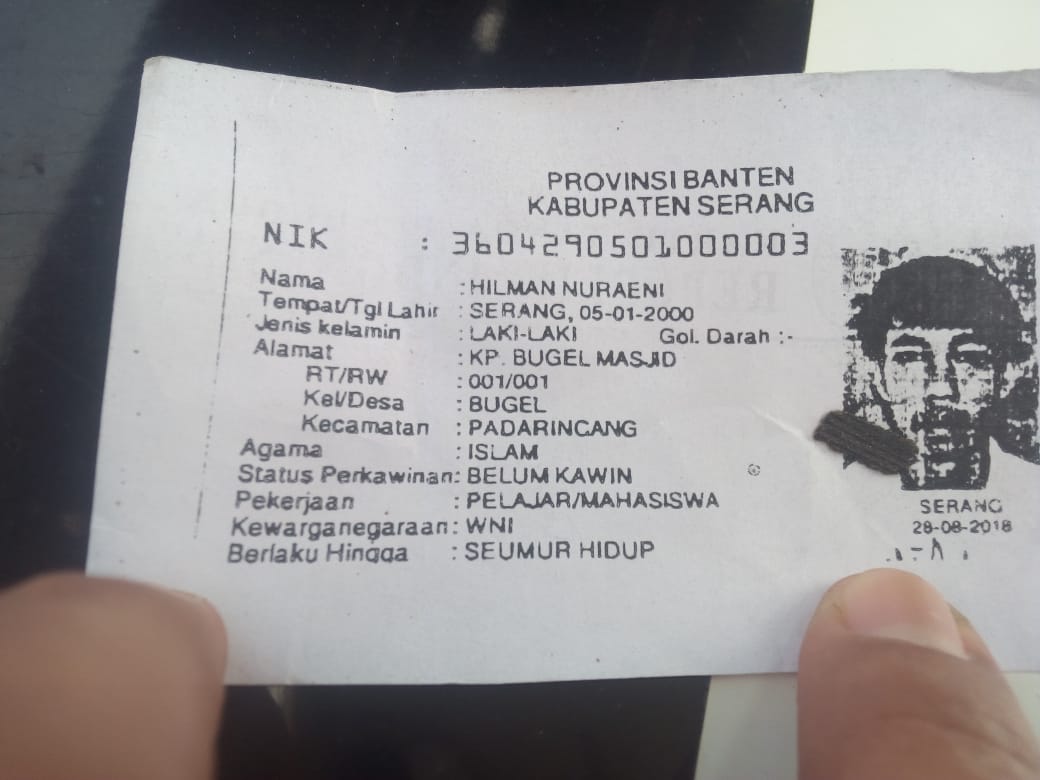 PROVINSI BANTEN
KABUPATEN SERANG
NIK : 3604290501000003
Nama : HILMAN NURAENI
Tempat/Tgl Lahir : SERANG, 05-01-2000
Jenis kelamin : LAKI-LAKI Gol. Darah :-
Alamat : KP. BUGEL MASJID
RT/RW : 001/001
Kel/Desa : BUGEL
Kecamatan : PADARINCANG
Agama : ISLAM
Status Perkawinan: BELUM KAWIN
Pekerjaan : PELAJAR/MAHASISWA
Kewarganegaraan: WNI
Berlaku Hingga : SEUMUR HIDUP
SERANG
28-08-2018